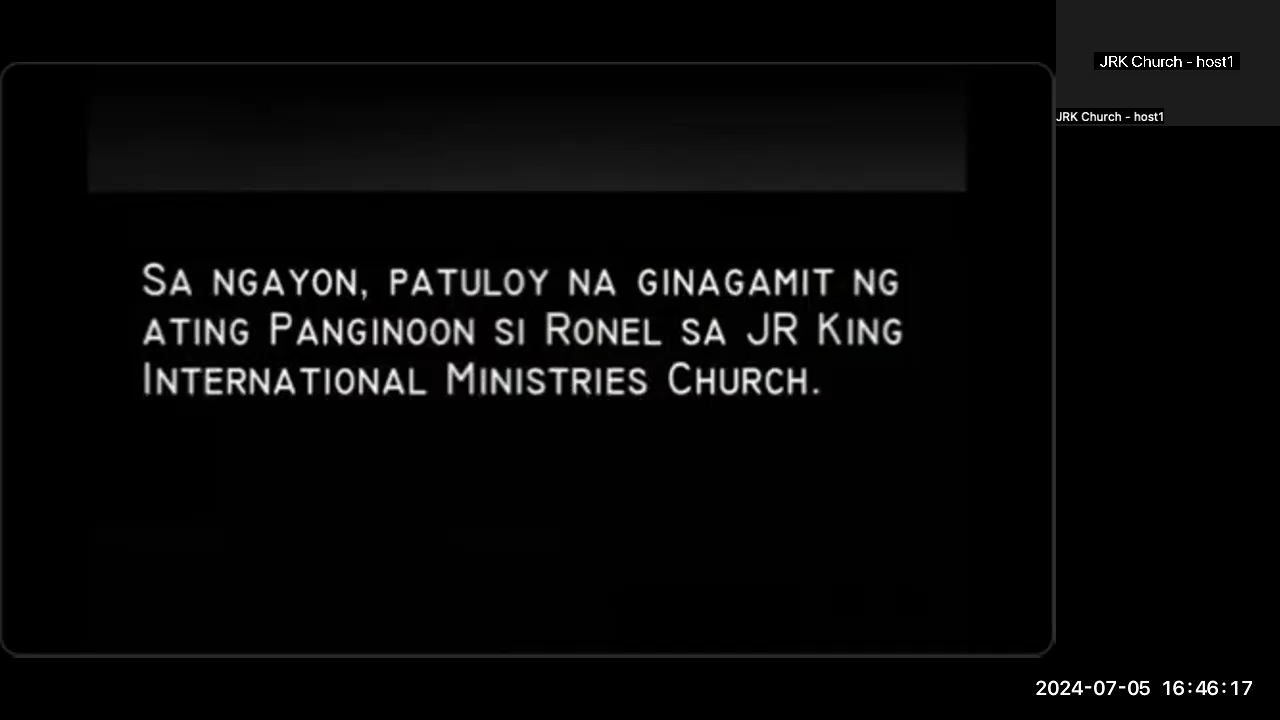 JRK Church - host1
JRK Church - host1
Sa ngayon, patuloy na ginagamit ng
ating Panginoon si Ronel sa JR King
International Ministries Church.
2024-07-05 16:46:17